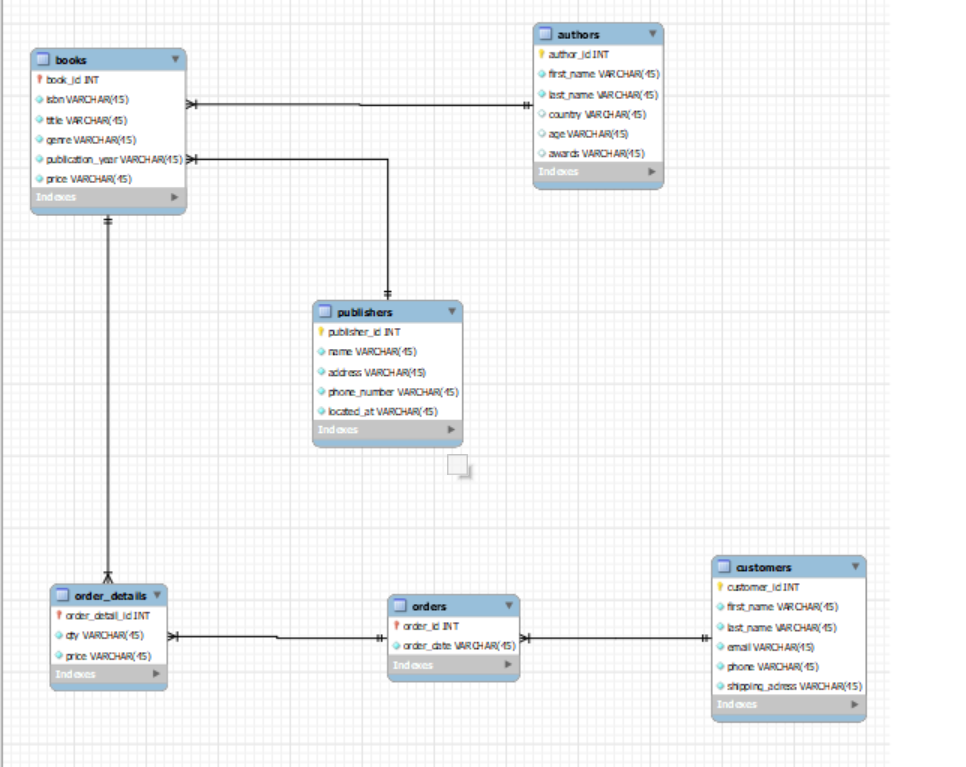 books
book_id INT
isbn VARCHAR(45)
title VARCHAR(45)
genre VARCHAR(45)
publication_year VARCHAR(45)
price VARCHAR(45)
Indexes
authors
author_id INT
first_name VARCHAR(45)
last_name VARCHAR(45)
country VARCHAR(45)
age VARCHAR(45)
awards VARCHAR(45)
Indexes
publishers
publisher_id INT
name VARCHAR(45)
address VARCHAR(45)
phone_number VARCHAR(45)
located_at VARCHAR(45)
Indexes
order_details
order_detail_id INT
qty VARCHAR(45)
price VARCHAR(45)
Indexes
orders
order_id INT
order_date VARCHAR(45)
Indexes
customers
customer_id INT
first_name VARCHAR(45)
last_name VARCHAR(45)
email VARCHAR(45)
phone VARCHAR(45)
shipping_adress VARCHAR(45)
Indexes